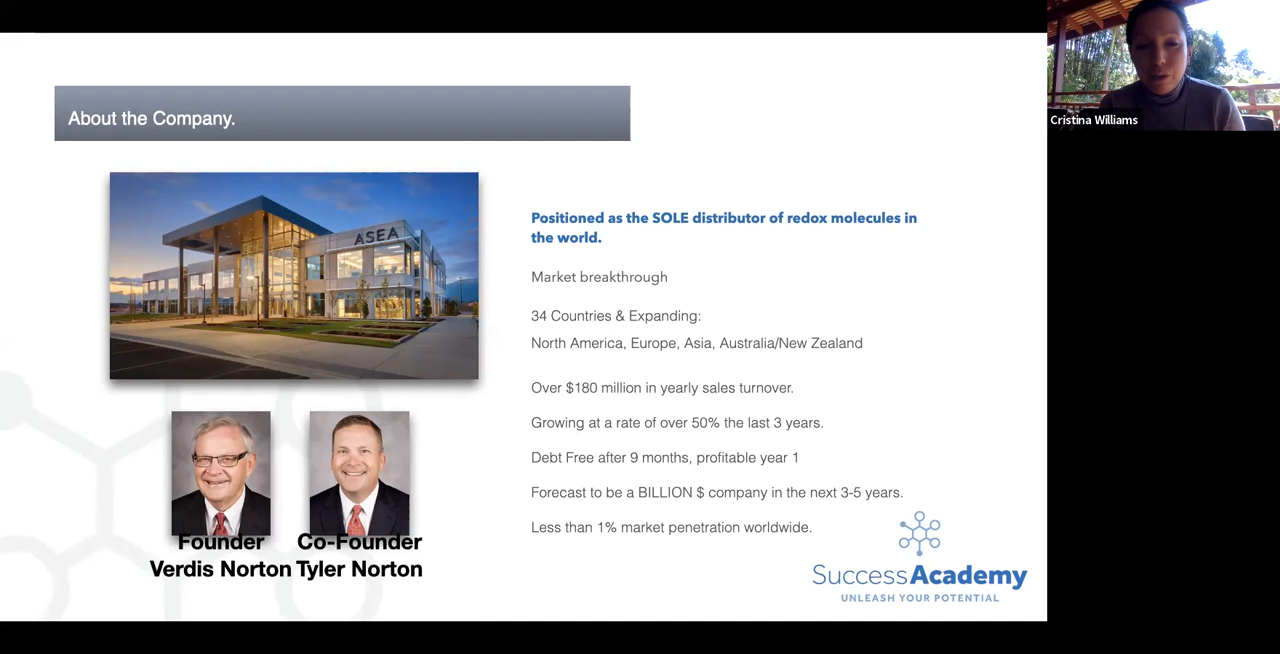 About the Company.
ASEA
Positioned as the SOLE distributor of redox molecules in
the world.
Market breakthrough
34 Countries & Expanding:
North America, Europe, Asia, Australia/New Zealand
Over $180 million in yearly sales turnover.
Growing at a rate of over 50% the last 3 years.
Debt Free after 9 months, profitable year 1
Forecast to be a BILLION $ company in the next 3-5 years.
Less than 1% market penetration worldwide.
Founder
Verdis Norton
Co-Founder
Tyler Norton
SuccessAcademy
UNLEASH YOUR POTENTIAL
Cristina Williams